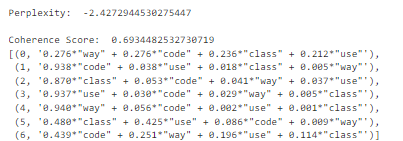 Perplexity:  -2.4272944530275447
Coherence Score:  0.6934482532730719
[(0, '0.276*"way" + 0.276*"code" + 0.236*"class" + 0.212*"use"'),
(1, '0.938*"code" + 0.038*"use" + 0.018*"class" + 0.005*"way"'),
(2, '0.870*"class" + 0.053*"code" + 0.041*"way" + 0.037*"use"'),
(3, '0.937*"use" + 0.030*"code" + 0.029*"way" + 0.005*"class"'),
(4, '0.940*"way" + 0.056*"code" + 0.002*"use" + 0.001*"class"'),
(5, '0.480*"class" + 0.425*"use" + 0.086*"code" + 0.009*"way"'),
(6, '0.439*"code" + 0.251*"way" + 0.196*"use" + 0.114*"class"')]